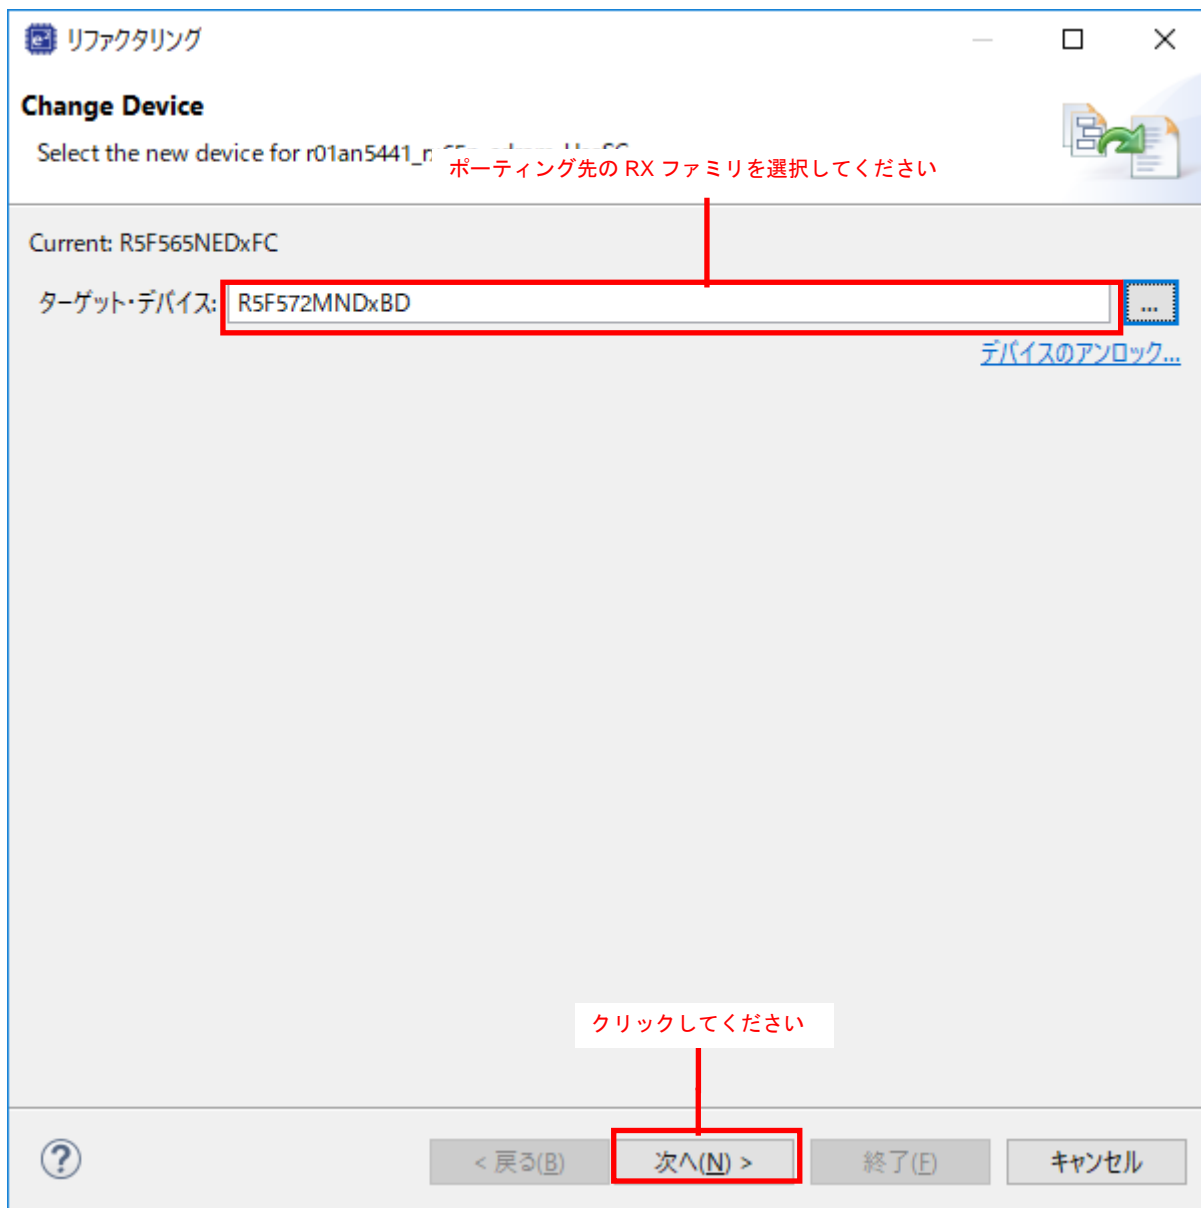 リファクタリング
Change Device
Select the new device for r01an5441_
ポーティング先の RX ファミリを選択してください
Current: R5F565NEDxFC
ターゲット・デバイス: R5F572MNDxBD ...
デバイスのアンロック...
クリックしてください
< 戻る(B) 次へ(N) > 終了(F) キャンセル